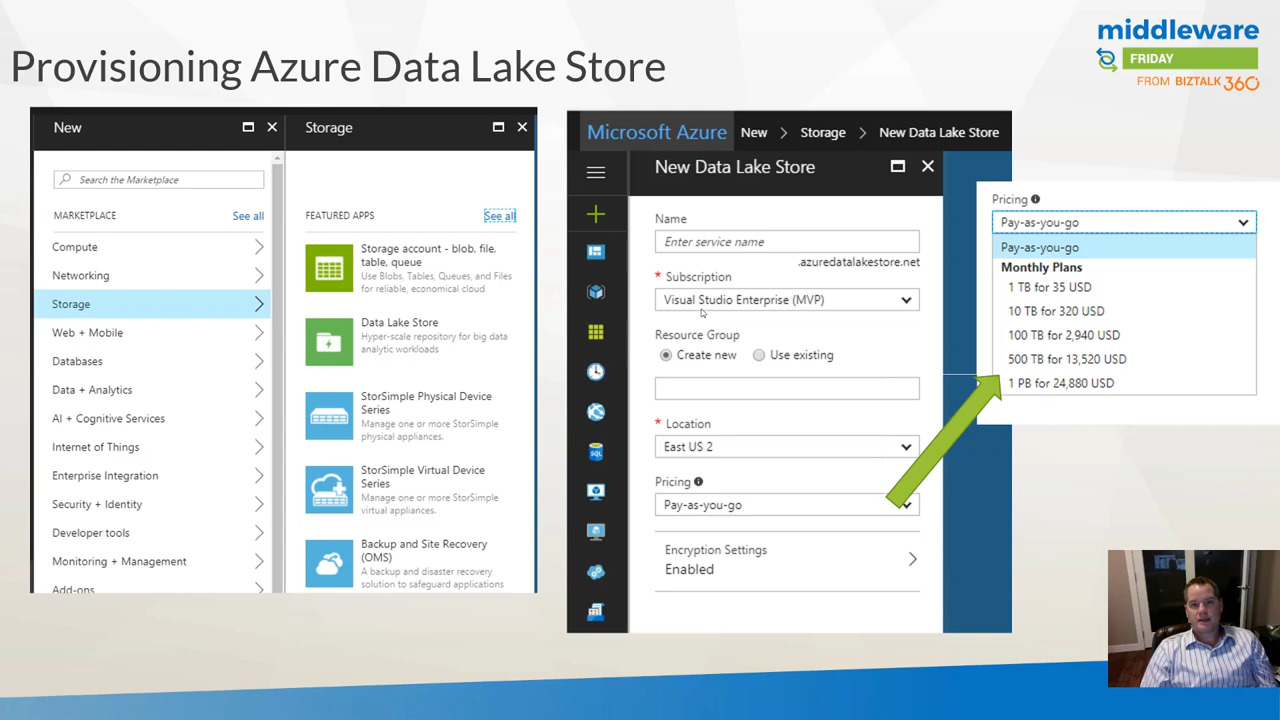 Provisioning Azure Data Lake Store
middleware
FRIDAY
FROM BIZTALK360
New
Search the Marketplace
MARKETPLACE
See all
Compute
Networking
Storage
Web + Mobile
Databases
Data + Analytics
AI + Cognitive Services
Internet of Things
Enterprise Integration
Security + Identity
Developer tools
Monitoring + Management
Add-ons
Storage
FEATURED APPS
See all
Storage account - blob, file,
table, queue
Use Blobs, Tables, Queues, and Files
for reliable, economical cloud
Data Lake Store
Hyper-scale repository for big data
analytic workloads
StorSimple Physical Device
Series
Manage one or more StorSimple
physical appliances.
StorSimple Virtual Device
Series
Manage one or more StorSimple
virtual appliances.
Backup and Site Recovery
(OMS)
A backup and disaster recovery
solution to safeguard applications
Microsoft Azure New > Storage > New Data Lake Store
New Data Lake Store
Name
Enter service name
.azuredatalakestore.net
* Subscription
Visual Studio Enterprise (MVP)
Resource Group
Create new Use existing
* Location
East US 2
Pricing
Pay-as-you-go
Encryption Settings
Enabled
SQL
Pricing
Pay-as-you-go
Pay-as-you-go
Monthly Plans
1 TB for 35 USD
10 TB for 320 USD
100 TB for 2,940 USD
500 TB for 13,520 USD
1 PB for 24,880 USD